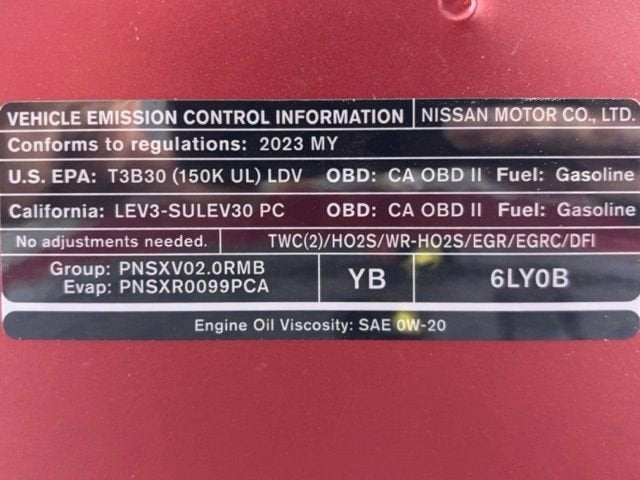 VEHICLE EMISSION CONTROL INFORMATION NISSAN MOTOR CO., LTD.
Conforms to regulations: 2023 MY
U.S. EPA: T3B30 (150K UL) LDV OBD: CA OBD II Fuel: Gasoline
California: LEV3-SULEV30 PC OBD: CA OBD II Fuel: Gasoline
No adjustments needed. TWC(2)/HO2S/WR-HO2S/EGR/EGRC/DFI
Group: PNSXV02.0RMB
Evap: PNSXR0099PCA
YB
6LY0B
Engine Oil Viscosity: SAE 0W-20